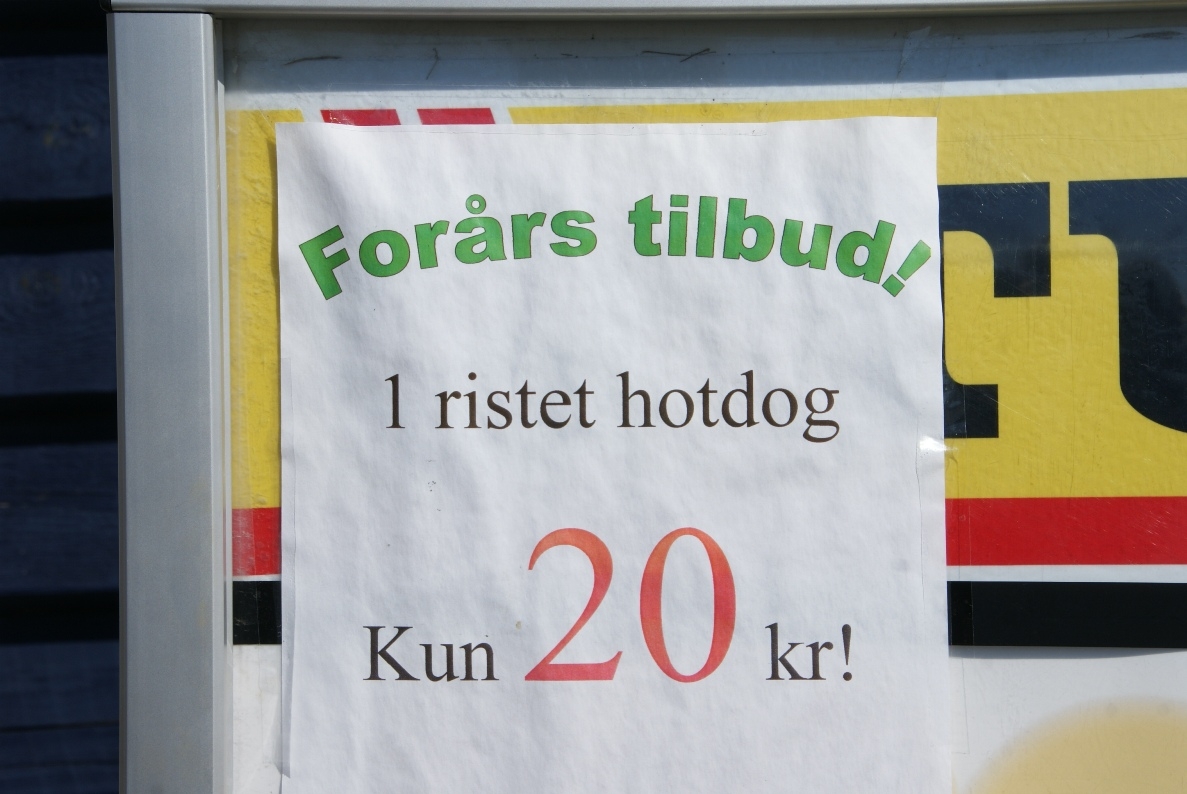 Forårs tilbud!
1 ristet hotdog
Kun 20 kr!